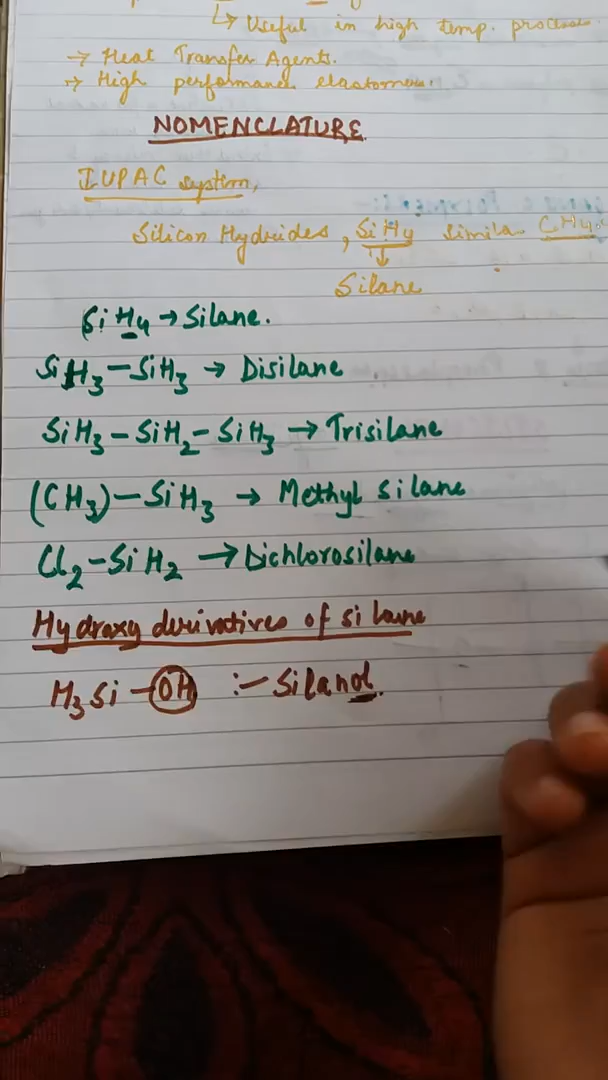 ↳ Useful in high temp. processes
→ Heat Transfer Agents.
→ High performance elastomers.
NOMENCLATURE
IUPAC system,
Silicon Hydrides, SiH4 similar CH4
Silane
SiH4 → Silane.
SiH3-SiH3 → Disilane
SiH3-SiH2-SiH3 → Trisilane
(CH3)-SiH3 → Methyl silane
Cl2-SiH2 → Dichlorosilane
Hydroxy derivatives of silane
H3Si-OH :- Silanol